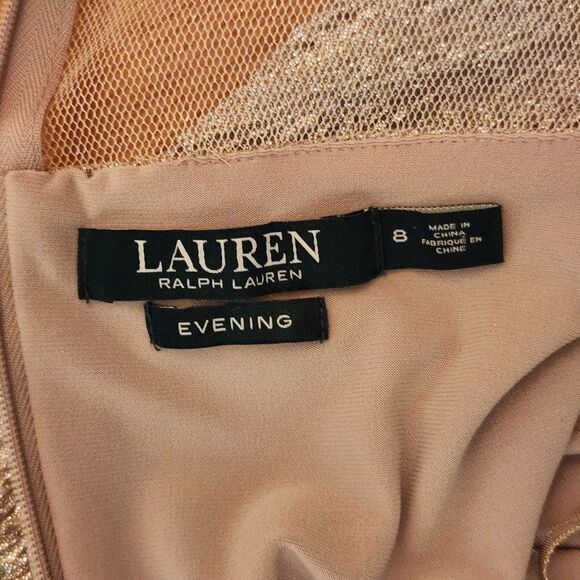 LAUREN
RALPH LAUREN
EVENING
8
MADE IN
CHINA
FABRIQUÉ EN
CHINE